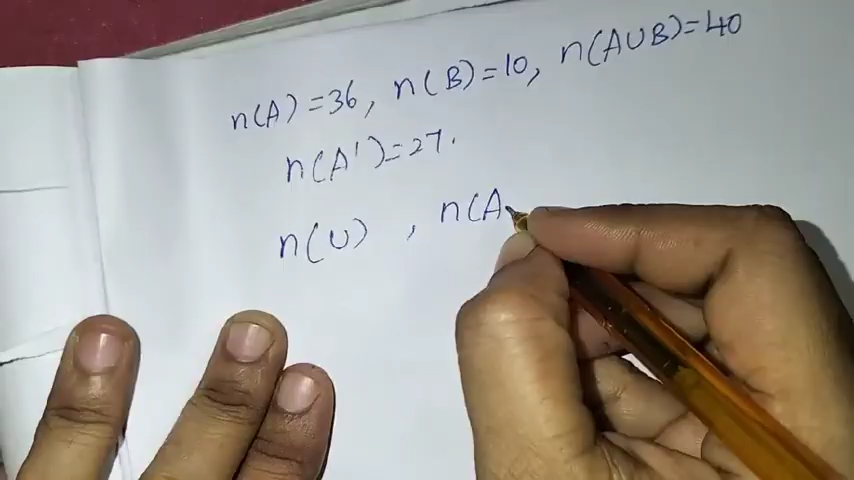 n(A) = 36, n(B) = 10, n(A∪B) = 40
n(A') = 27.
n(U) , n(A